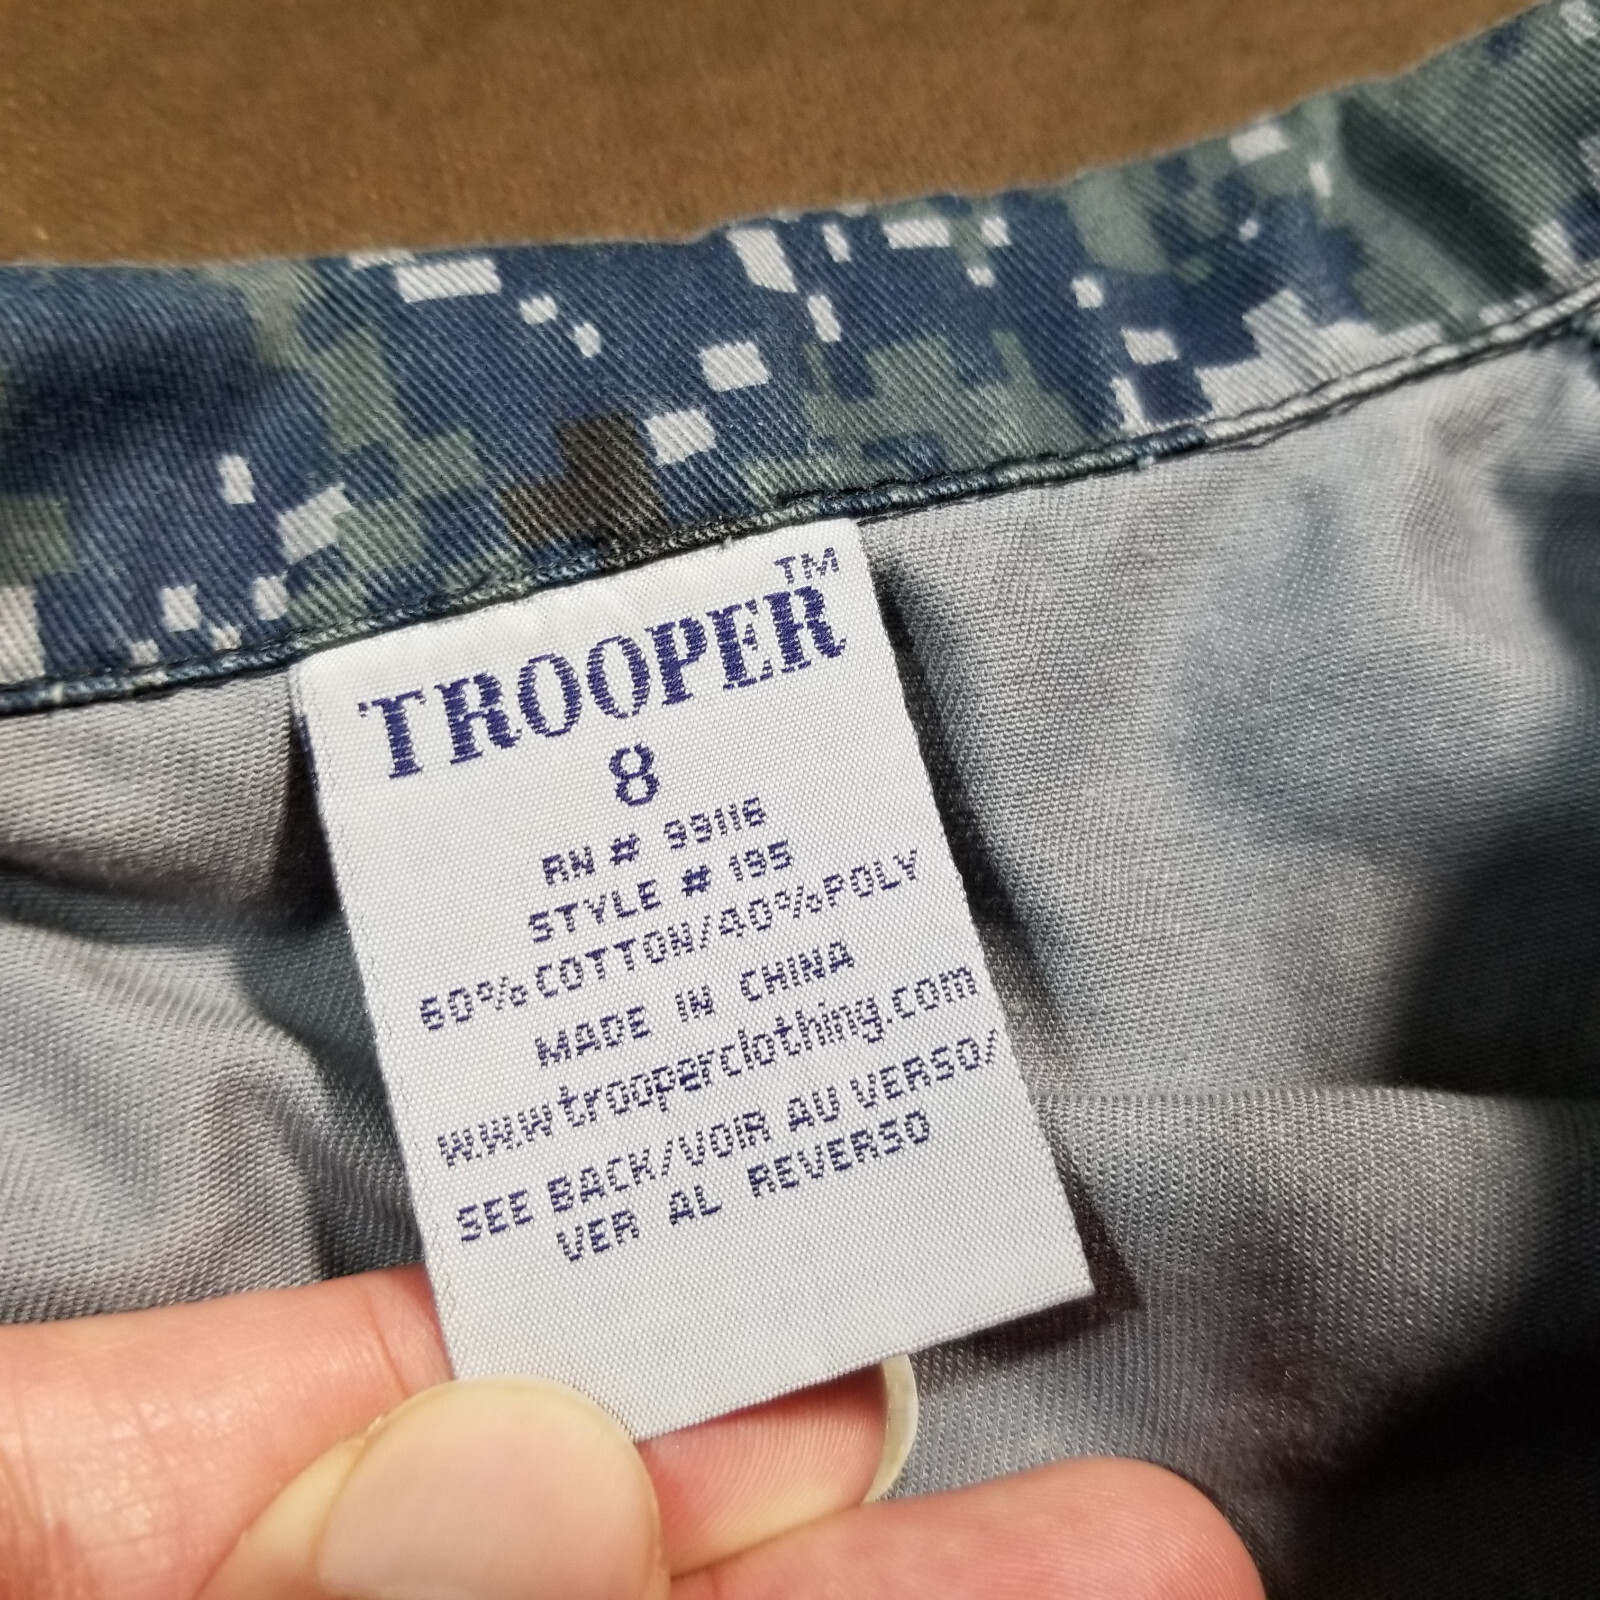 TROOPER™
8
RN # 99116
STYLE # 195
60%COTTON/40%POLY
MADE IN CHINA
www.trooperclothing.com
SEE BACK/VOIR AU VERSO/
VER AL REVERSO